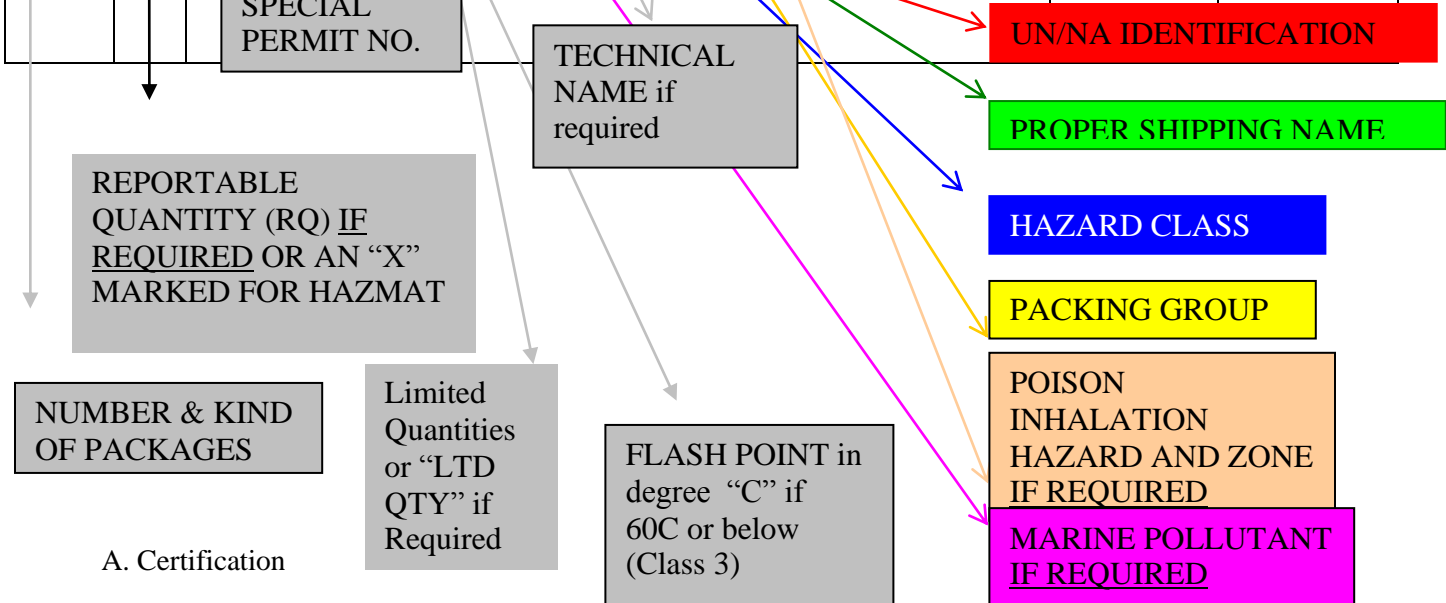 SPECIAL
PERMIT NO.
TECHNICAL
NAME if
required
UN/NA IDENTIFICATION
PROPER SHIPPING NAME
REPORTABLE
QUANTITY (RQ) IF
REQUIRED OR AN “X”
MARKED FOR HAZMAT
HAZARD CLASS
PACKING GROUP
NUMBER & KIND
OF PACKAGES
Limited
Quantities
or “LTD
QTY” if
Required
FLASH POINT in
degree “C” if
60C or below
(Class 3)
POISON
INHALATION
HAZARD AND ZONE
IF REQUIRED
MARINE POLLUTANT
IF REQUIRED
A. Certification